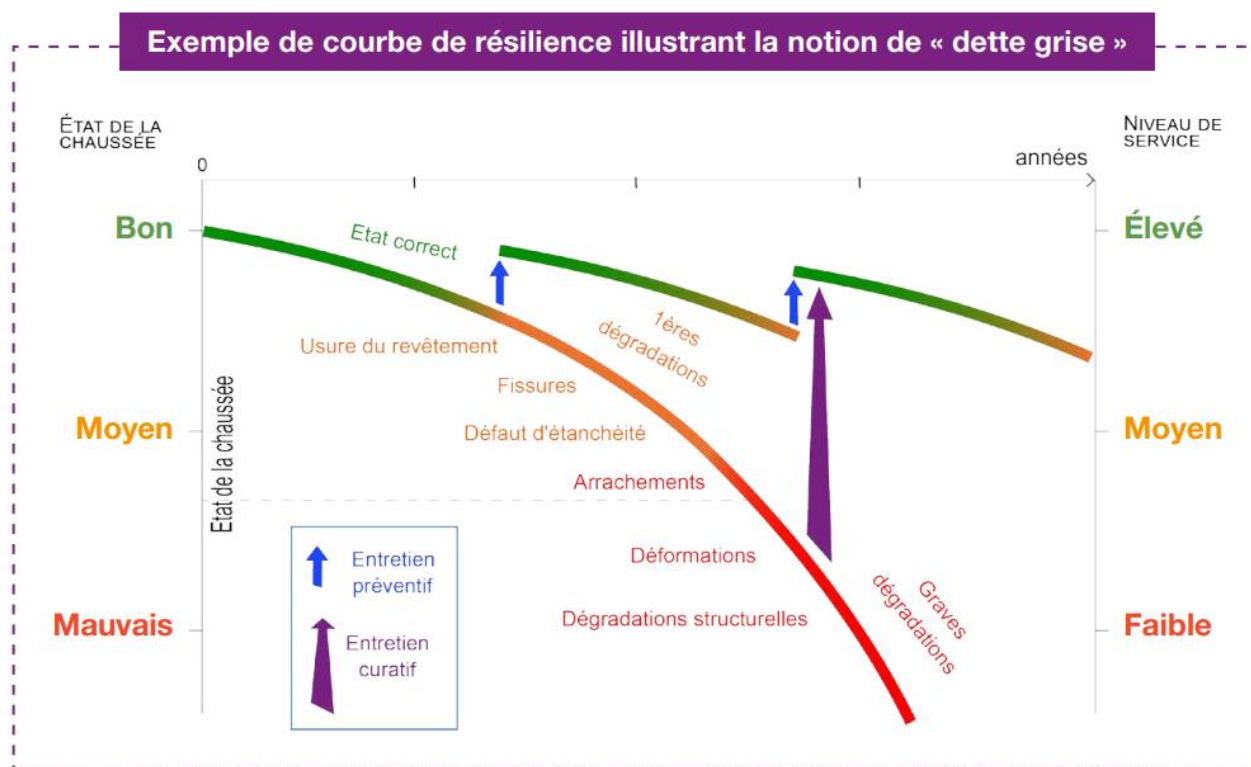 Exemple de courbe de résilience illustrant la notion de « dette grise »
ÉTAT DE LA
CHAUSSÉE
NIVEAU DE
SERVICE
0
années
Bon
Élevé
Etat correct
1ères
dégradations
Usure du revêtement
Fissures
Moyen
Défaut d'étanchéité
Moyen
Etat de la chaussée
Arrachements
Déformations
Graves
dégradations
Entretien
préventif
Mauvais
Dégradations structurelles
Faible
Entretien
curatif